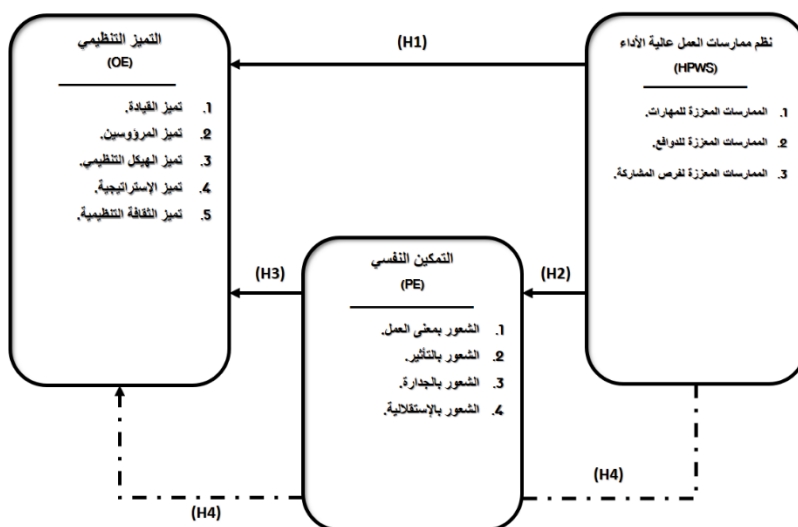 نظم ممارسات العمل عالية الأداء
(HPWS)
1. الممارسات المعززة للمهارات.
2. الممارسات المعززة للدوافع.
3. الممارسات المعززة لفرص المشاركة.
(H1)
التميز التنظيمي
(OE)
1. تميز القيادة.
2. تميز المرؤوسين.
3. تميز الهيكل التنظيمي.
4. تميز الإستراتيجية.
5. تميز الثقافة التنظيمية.
(H2)
التمكين النفسي
(PE)
1. الشعور بمعنى العمل.
2. الشعور بالتأثير.
3. الشعور بالجدارة.
4. الشعور بالإستقلالية.
(H3)
(H4)
(H4)